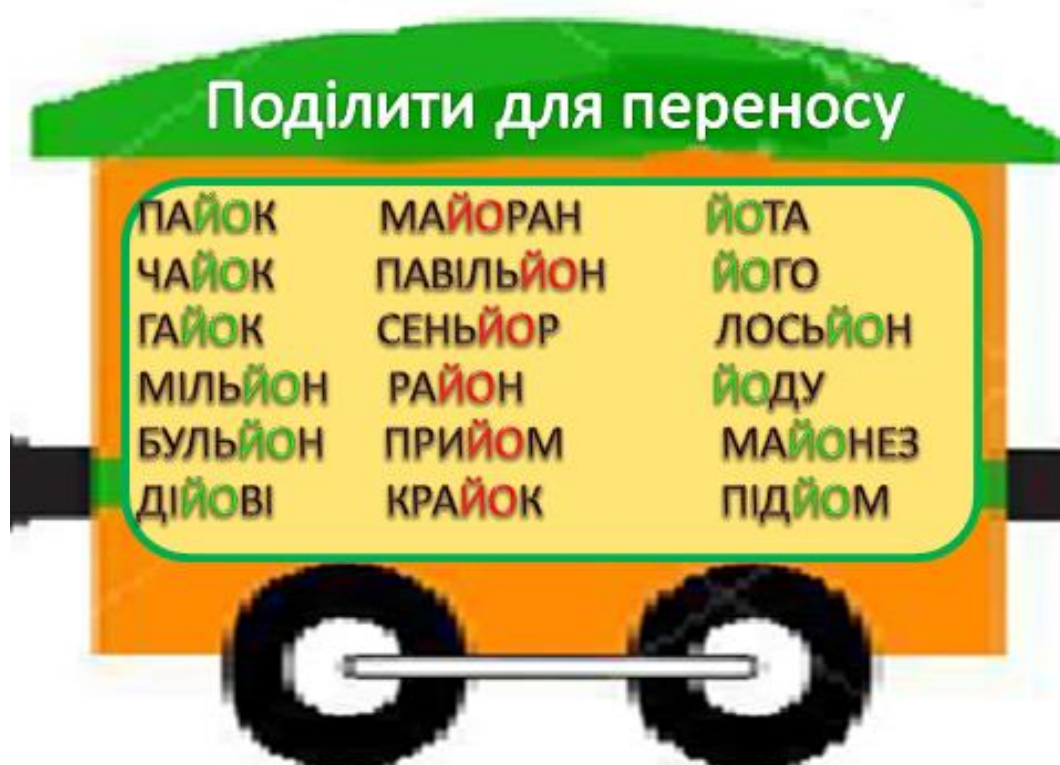 Поділити для переносу
ПАЙОК МАЙОРАН ЙОТА
ЧАЙОК ПАВІЛЬЙОН ЙОГО
ГАЙОК СЕНЬЙОР ЛОСЬЙОН
МІЛЬЙОН РАЙОН ЙОДУ
БУЛЬЙОН ПРИЙОМ МАЙОНЕЗ
ДІЙОВІ КРАЙОК ПІДЙОМ